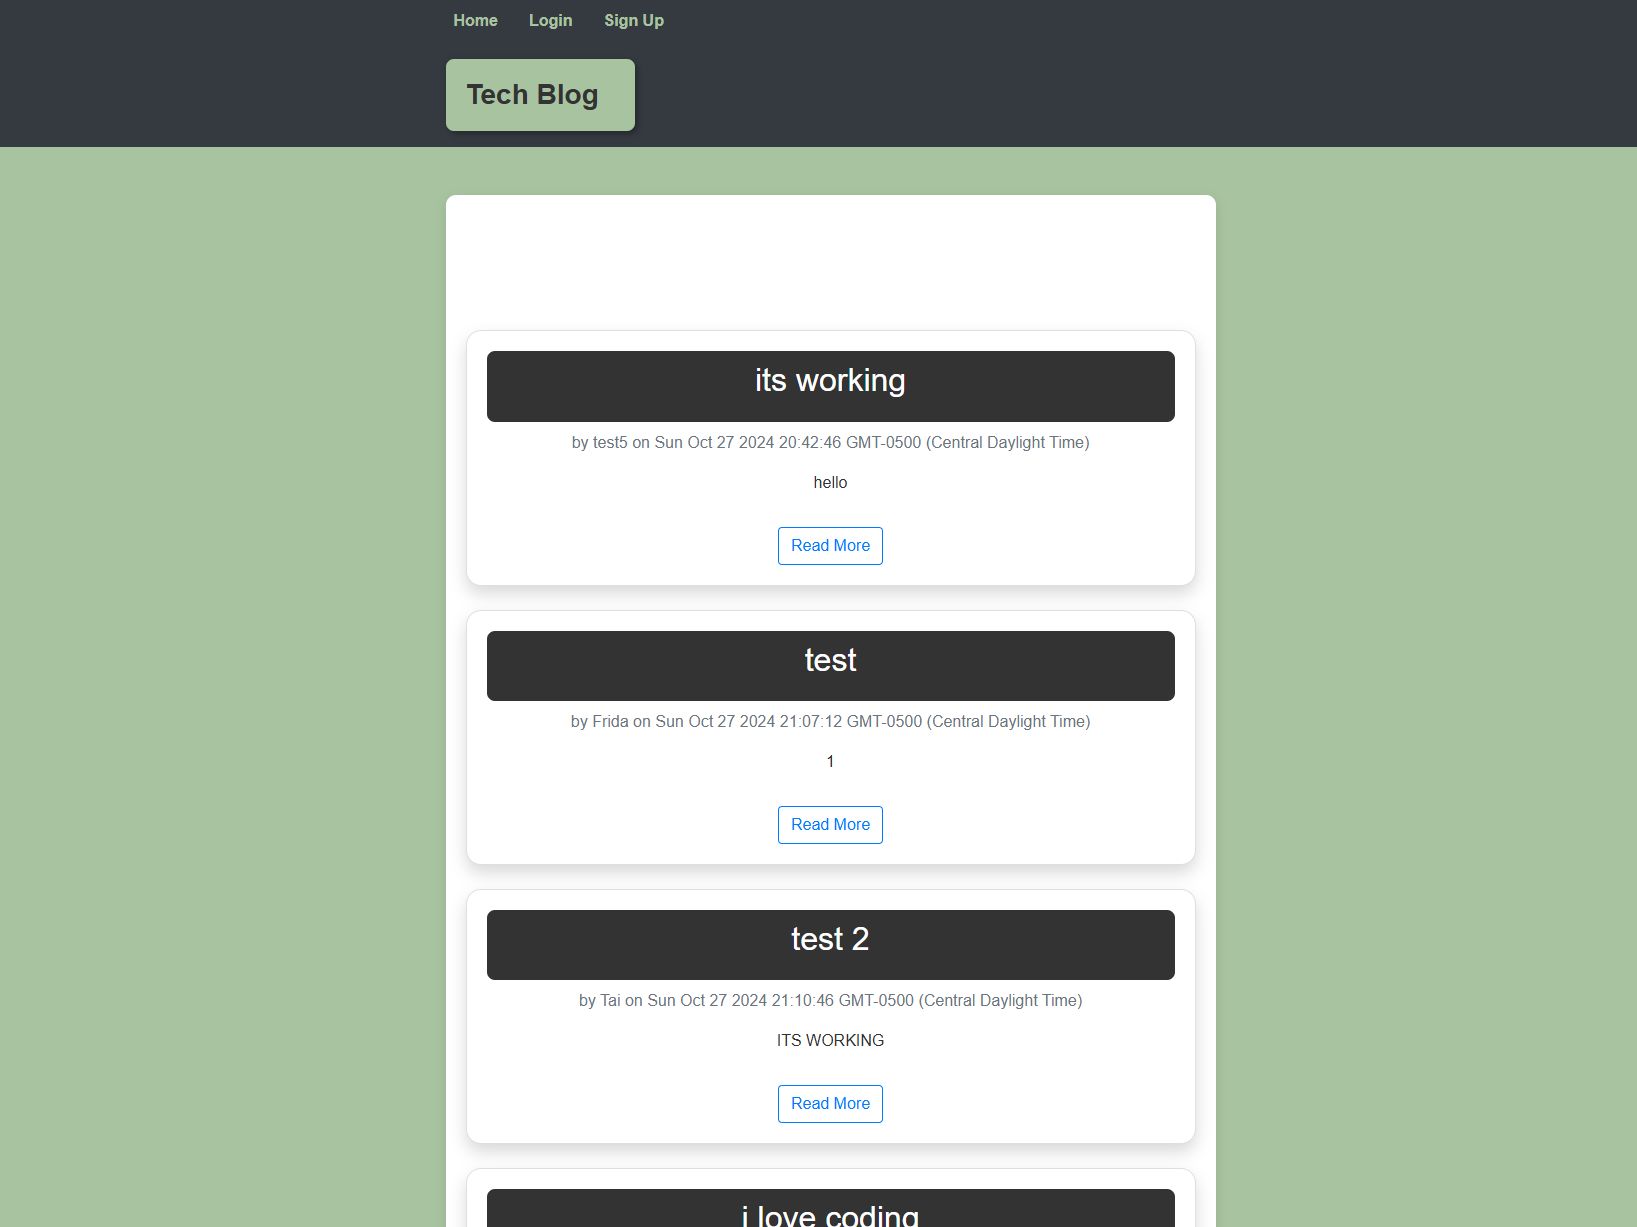 Home Login Sign Up
Tech Blog
its working
by test5 on Sun Oct 27 2024 20:42:46 GMT-0500 (Central Daylight Time)
hello
Read More
test
by Frida on Sun Oct 27 2024 21:07:12 GMT-0500 (Central Daylight Time)
1
Read More
test 2
by Tai on Sun Oct 27 2024 21:10:46 GMT-0500 (Central Daylight Time)
ITS WORKING
Read More
i love coding